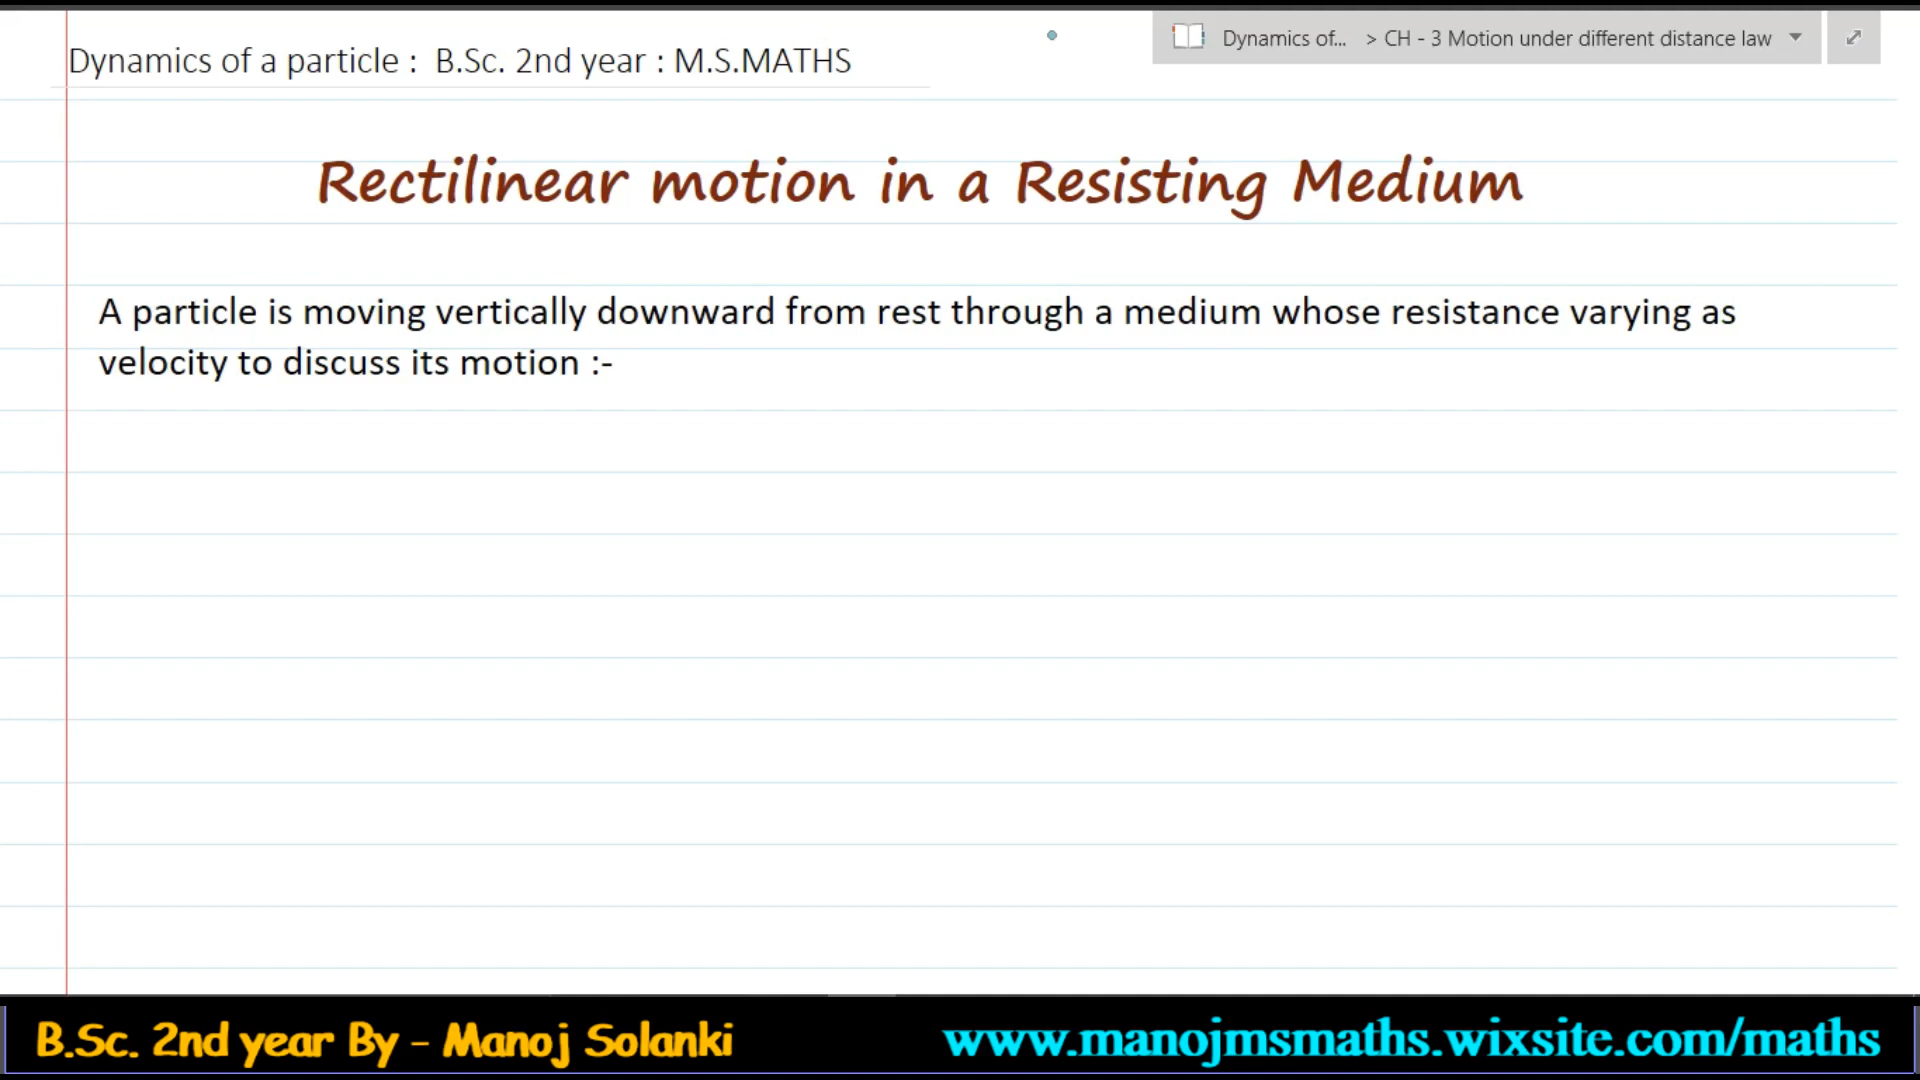 Dynamics of a particle : B.Sc. 2nd year : M.S.MATHS
Dynamics of... > CH - 3 Motion under different distance law
Rectilinear motion in a Resisting Medium
A particle is moving vertically downward from rest through a medium whose resistance varying as
velocity to discuss its motion :-
B.Sc. 2nd year By - Manoj Solanki
www.manojmsmaths.wixsite.com/maths